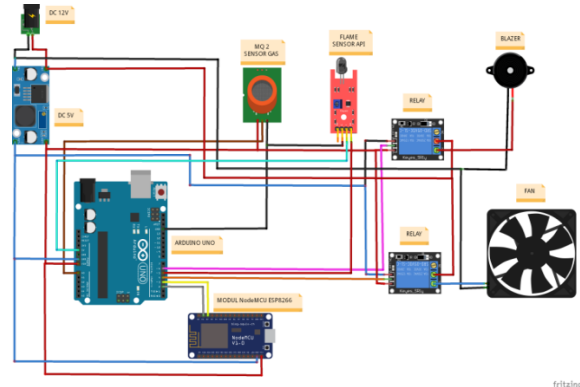 DC 12V
MQ 2
SENSOR GAS
FLAME
SENSOR API
BLAZER
DC 5V
RELAY
FAN
ARDUINO UNO
UNO
RELAY
MODUL NodeMCU ESP8266
NodeMCU
V1.0
fritzing